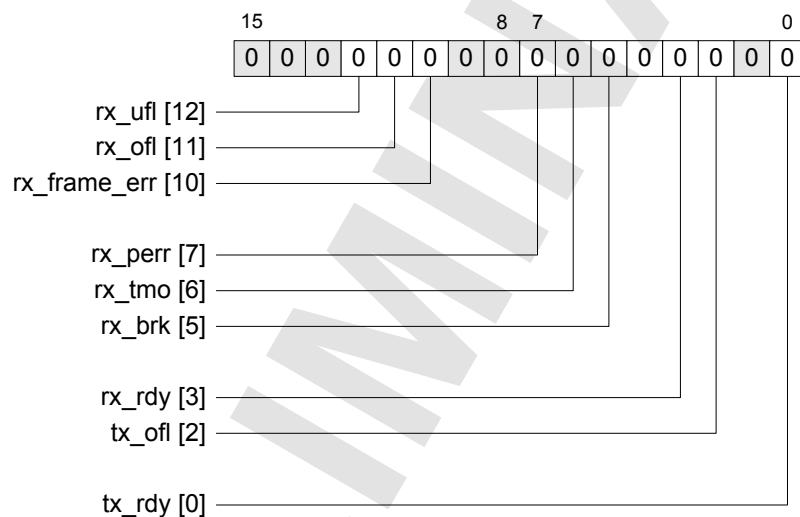 15 8 7 0
0 0 0 0 0 0 0 0 0 0 0 0 0 0 0 0
rx_ufl [12]
rx_ofl [11]
rx_frame_err [10]
rx_perr [7]
rx_tmo [6]
rx_brk [5]
rx_rdy [3]
tx_ofl [2]
tx_rdy [0]